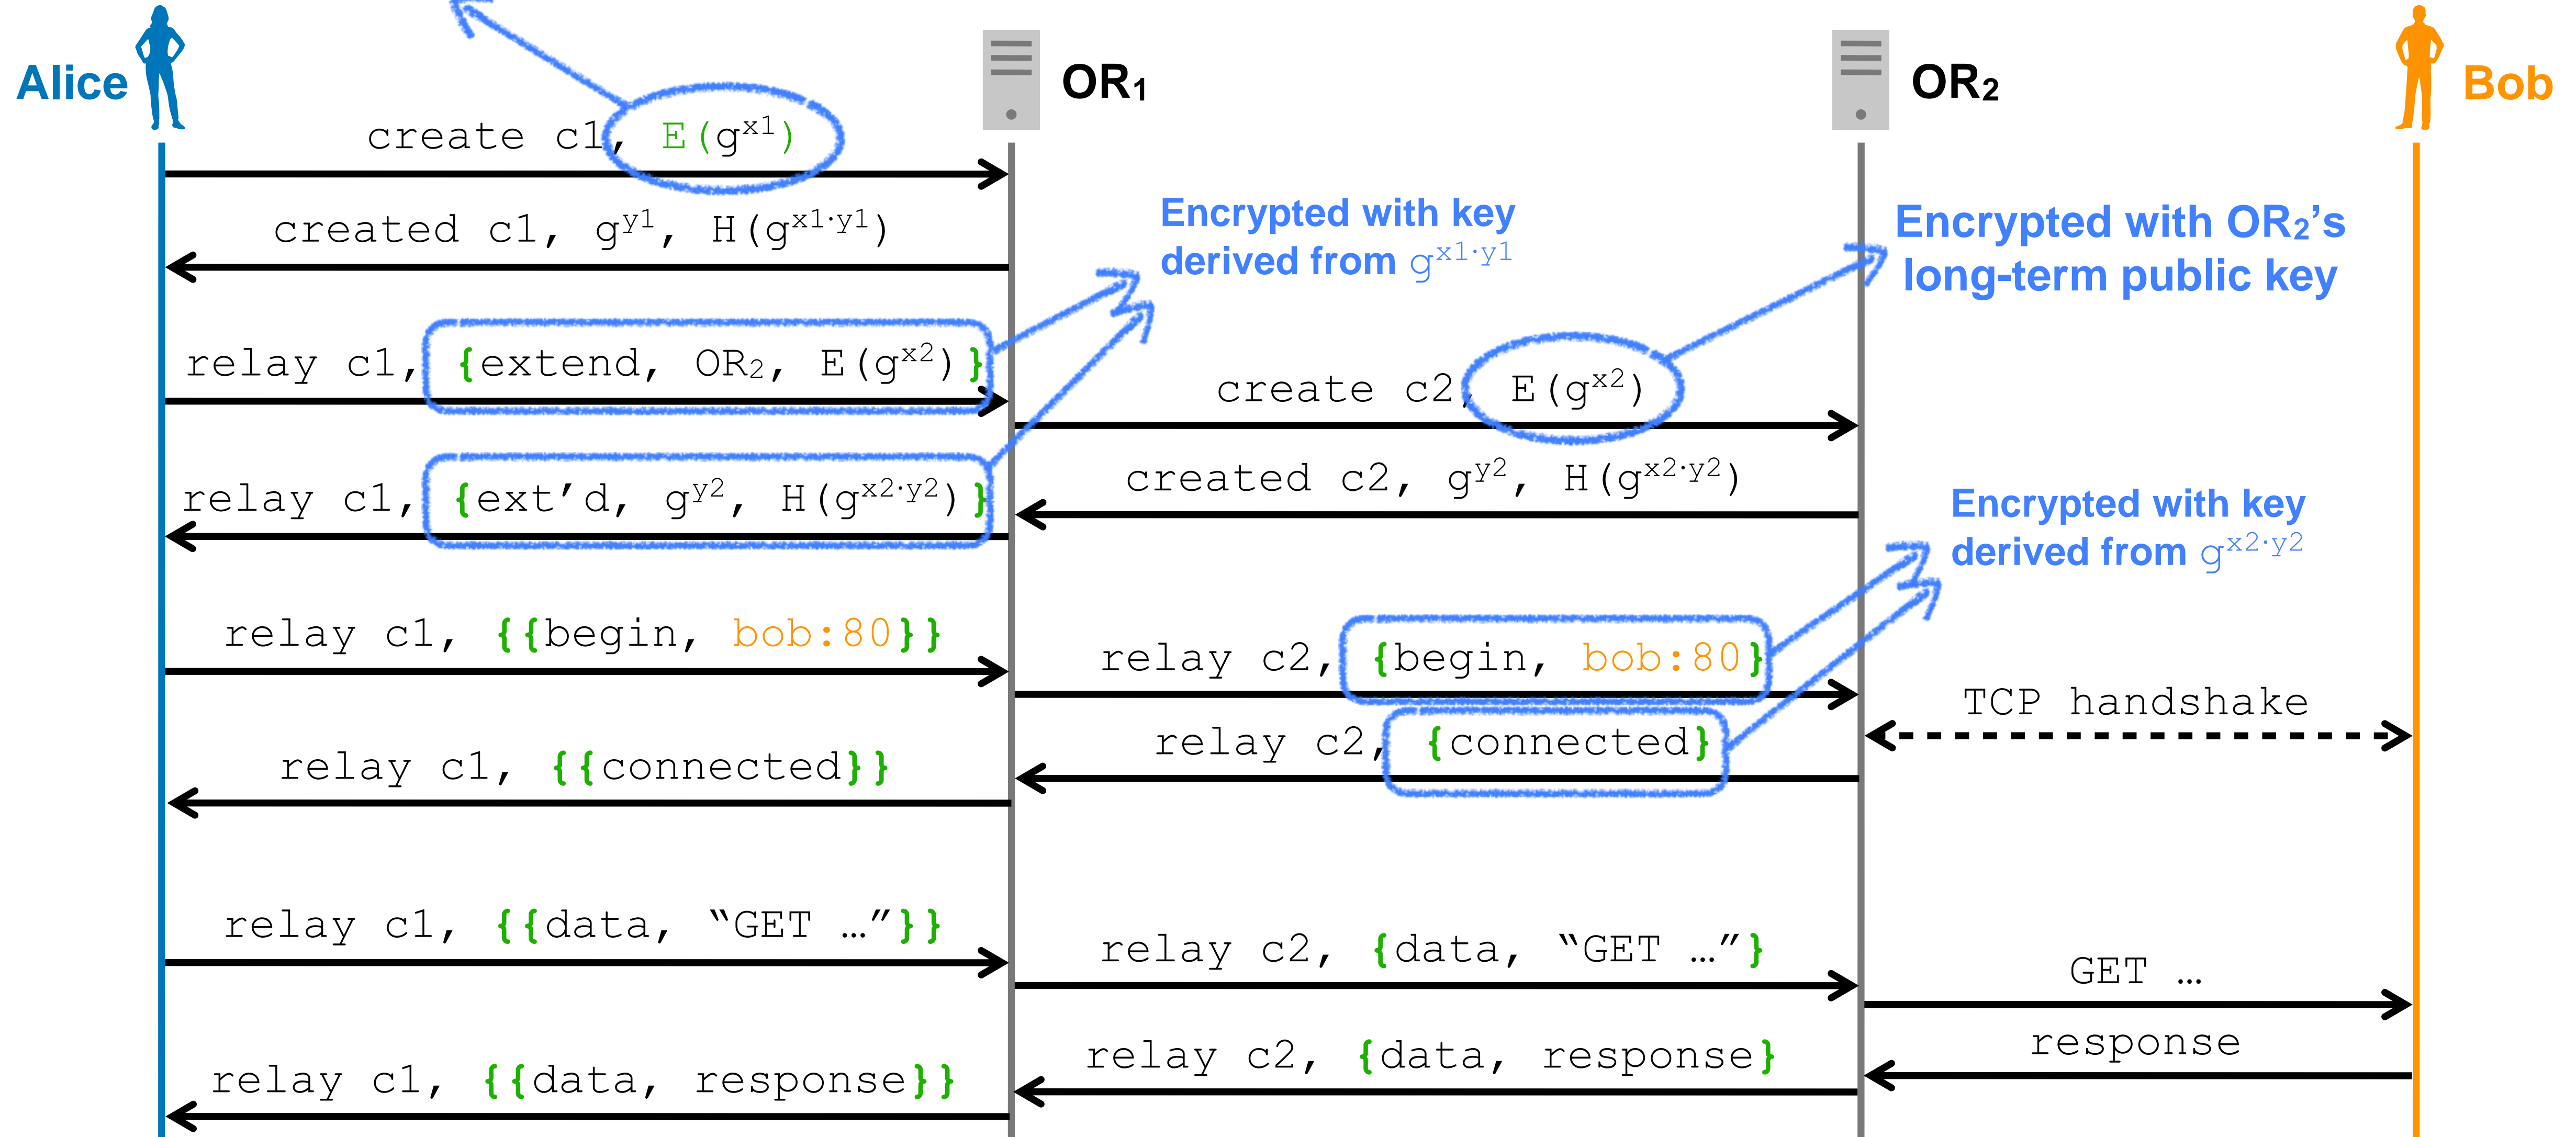 Alice
OR₁
OR₂
Bob
create c1, E(gˣ¹)
created c1, gʸ¹, H(gˣ¹·ʸ¹)
Encrypted with key
derived from gˣ¹·ʸ¹
Encrypted with OR₂’s
long-term public key
relay c1, {extend, OR₂, E(gˣ²)}
create c2, E(gˣ²)
relay c1, {ext’d, gʸ², H(gˣ²·ʸ²)}
created c2, gʸ², H(gˣ²·ʸ²)
Encrypted with key
derived from gˣ²·ʸ²
relay c1, {{begin, bob:80}}
relay c2, {begin, bob:80}
TCP handshake
relay c2, {connected}
relay c1, {{connected}}
relay c1, {{data, “GET …”}}
relay c2, {data, “GET …”}
GET …
response
relay c2, {data, response}
relay c1, {{data, response}}